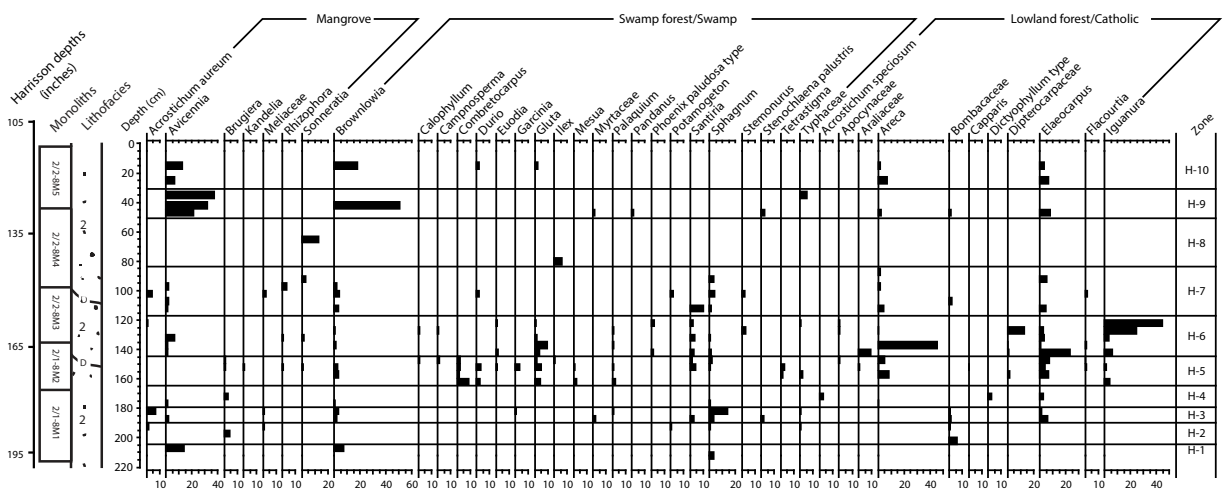 Mangrove
Swamp forest/Swamp
Lowland forest/Catholic
Harrisson depths
(inches)
Monoliths
Lithofacies
Depth (cm)
Acrostichum aureum
Avicemia
Brugiera
Kandelia
Meliaceae
Rhizophora
Sonneratia
Brownlowia
Calophyllum
Campnosperma
Combretocarpus
Durio
Euodia
Garcinia
Gluta
Ilex
Mesua
Myrtaceae
Palaquium
Pandanus
Phoenix paludosa type
Potamogeton
Santiria
Sphagnum
Stemonurus
Stenochlaena palustris
Tetrastigma
Typhaceae
Acrostichum speciosum
Apocynaceae
Araliaceae
Areca
Bombacaceae
Capparis
Dictyophyllum type
Dipterocarpaceae
Elaeocarpus
Flacourtia
Iguanura
Zone
105
135
165
195
2/2-8M5
2/2-8M4
2/2-8M3
2/1-8M2
2/1-8M1
2
D
2
D
2
0
20
40
60
80
100
120
140
160
180
200
220
H-10
H-9
H-8
H-7
H-6
H-5
H-4
H-3
H-2
H-1
10 20 40 10 10 10 10 20 20 40 60 10 10 10 10 10 10 10 10 10 10 10 10 10 10 10 20 10 10 10 10 10 10 10 20 40 10 10 10 10 20 10 20 40